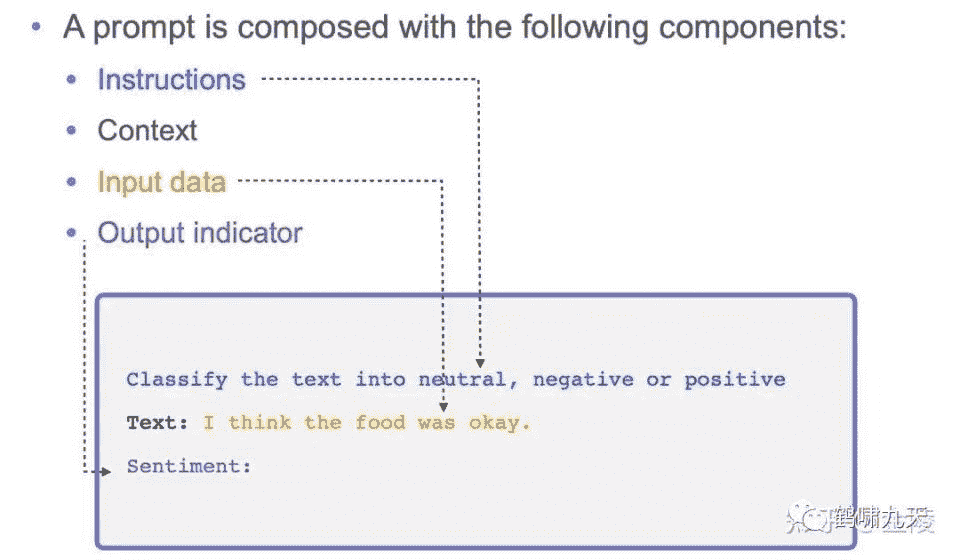 A prompt is composed with the following components:
Instructions
Context
Input data
Output indicator
Classify the text into neutral, negative or positive
Text: I think the food was okay.
Sentiment:
鹤啸九天